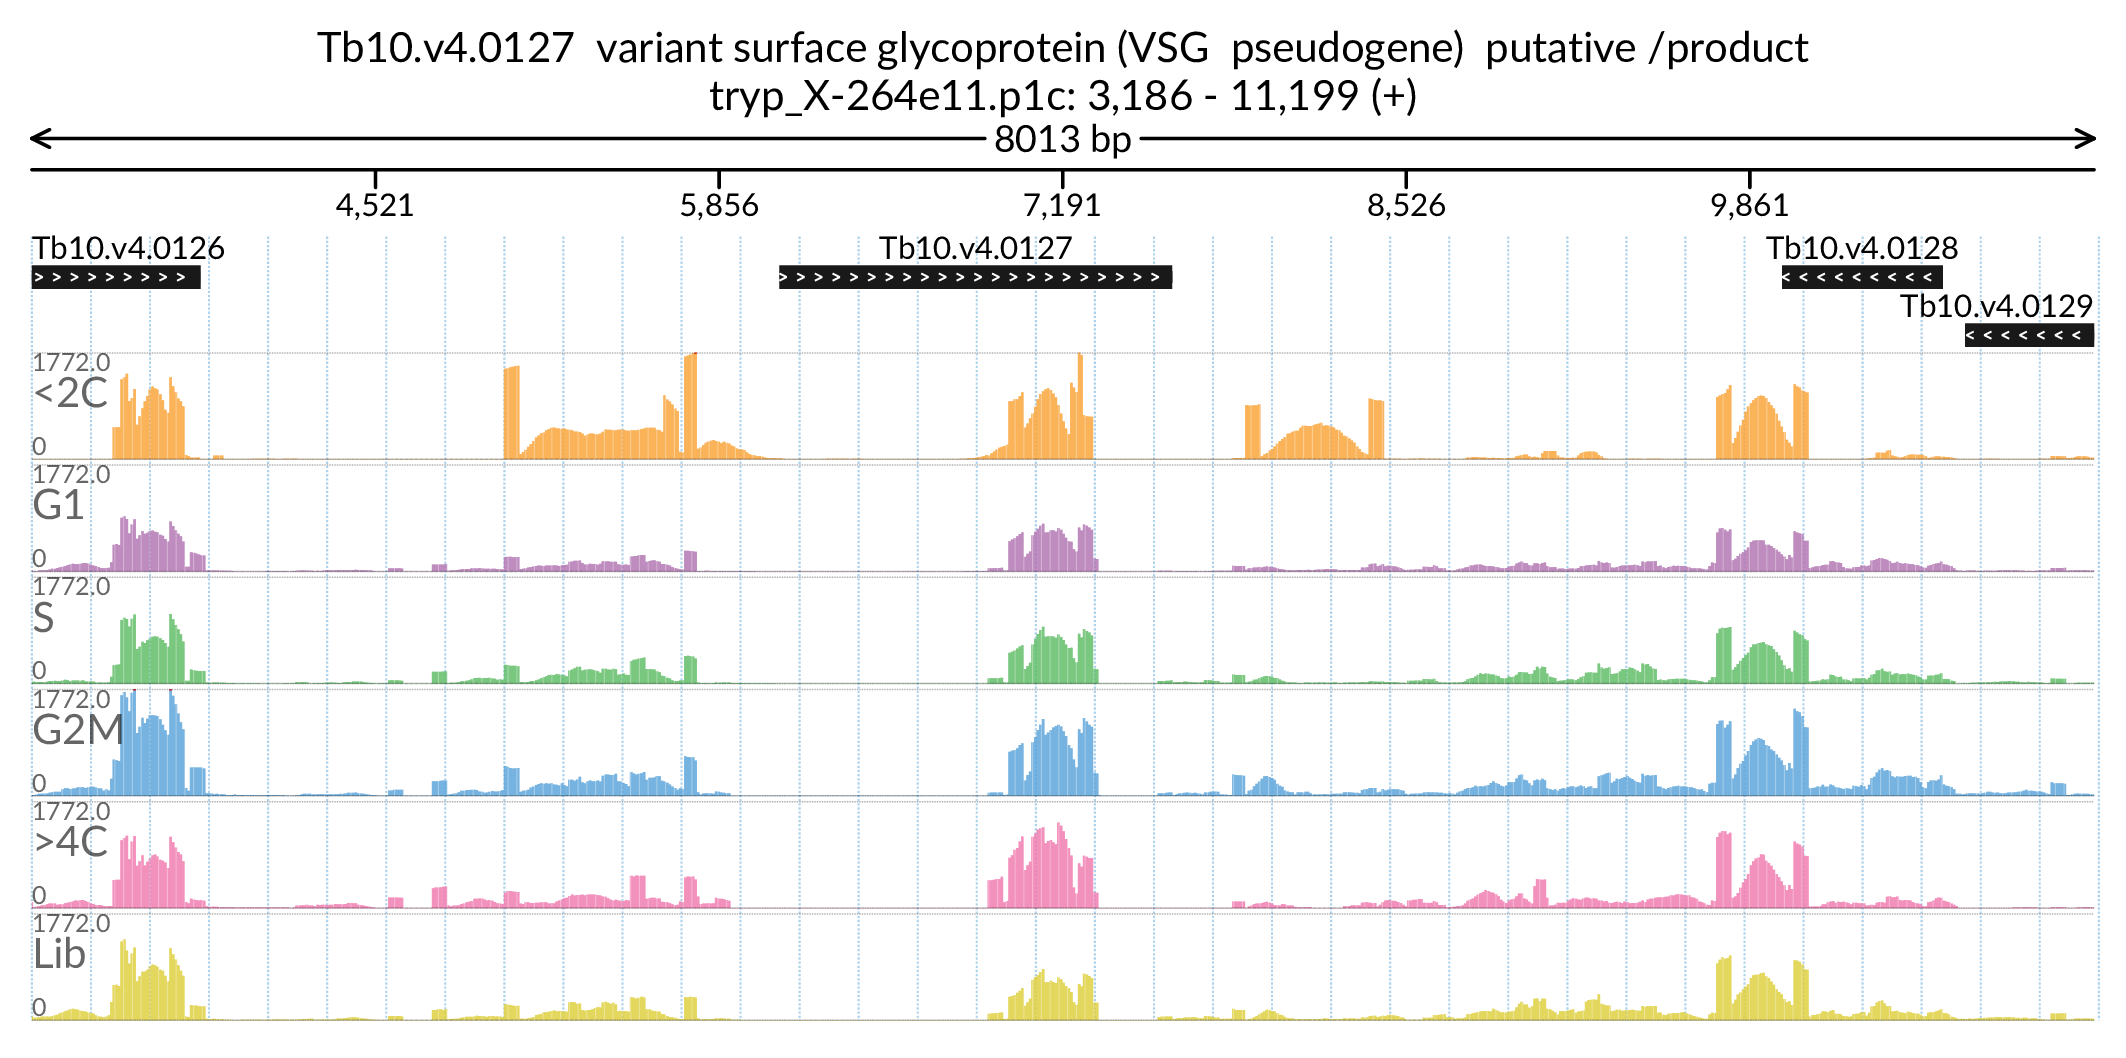 Tb10.v4.0127 variant surface glycoprotein (VSG pseudogene) putative /product
tryp_X-264e11.p1c: 3,186 - 11,199 (+)
8013 bp
4,521 5,856 7,191 8,526 9,861
Tb10.v4.0126 Tb10.v4.0127 Tb10.v4.0128
Tb10.v4.0129
1772.0
<2C
0
1772.0
G1
0
1772.0
S
0
1772.0
G2M
0
1772.0
>4C
0
1772.0
Lib
0